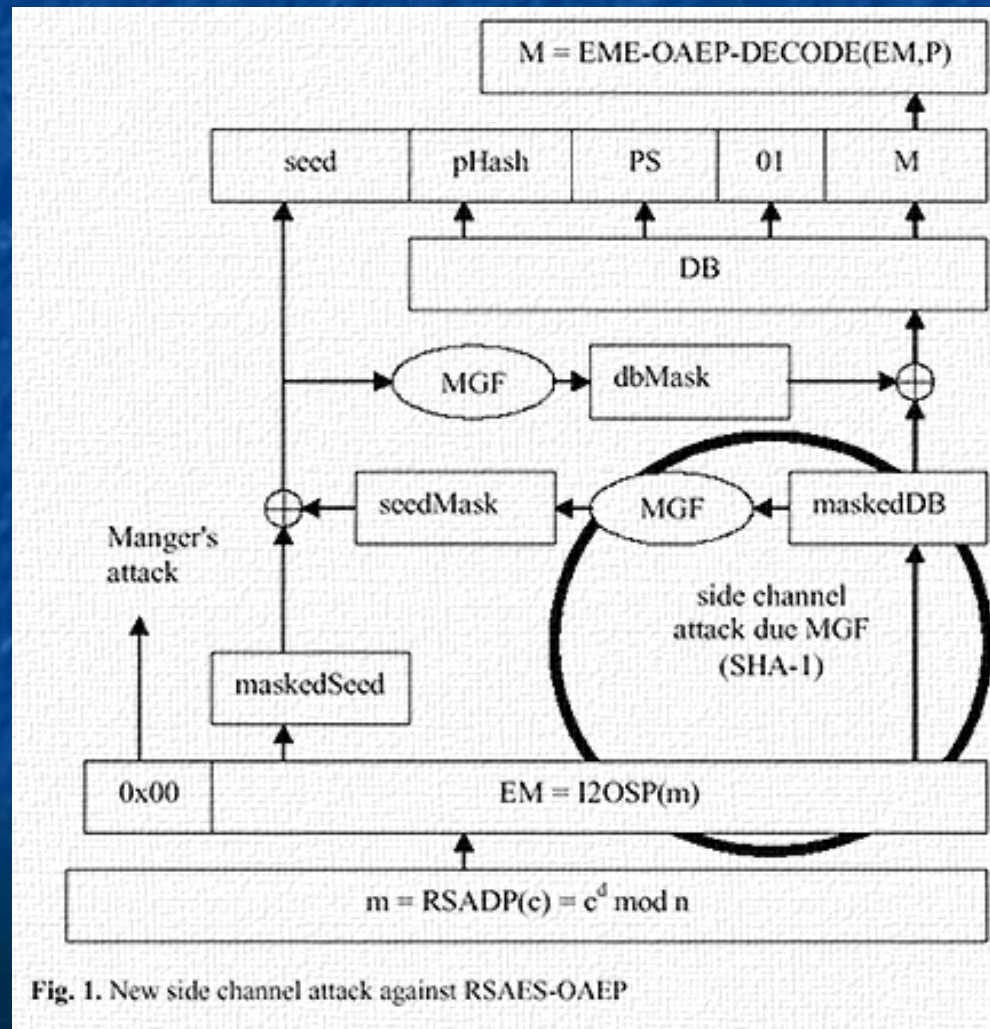 M = EME-OAEP-DECODE(EM,P)
seed pHash PS 01 M
DB
MGF dbMask
seedMask MGF maskedDB
Manger's
attack
side channel
attack due MGF
(SHA-1)
maskedSeed
0x00 EM = I2OSP(m)
m = RSADP(c) = c^d mod n
Fig. 1. New side channel attack against RSAES-OAEP